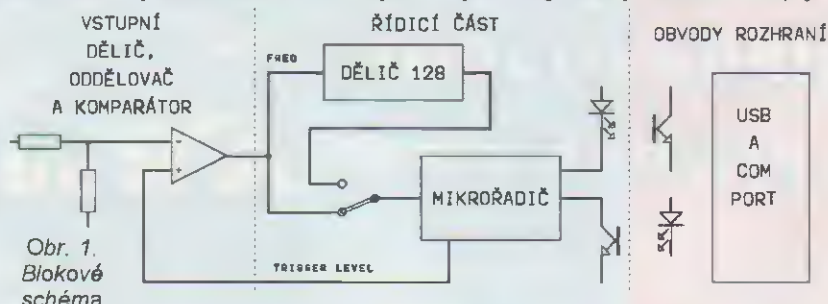 VSTUPNÍ
DĚLIČ,
ODDĚLOVAČ
A KOMPARÁTOR
ŘÍDICÍ ČÁST
OBVODY ROZHRANÍ
FREQ
DĚLIČ 128
-
+
MIKROŘADIČ
TRIGGER LEVEL
USB
A
COM
PORT
Obr. 1.
Blokové
schéma